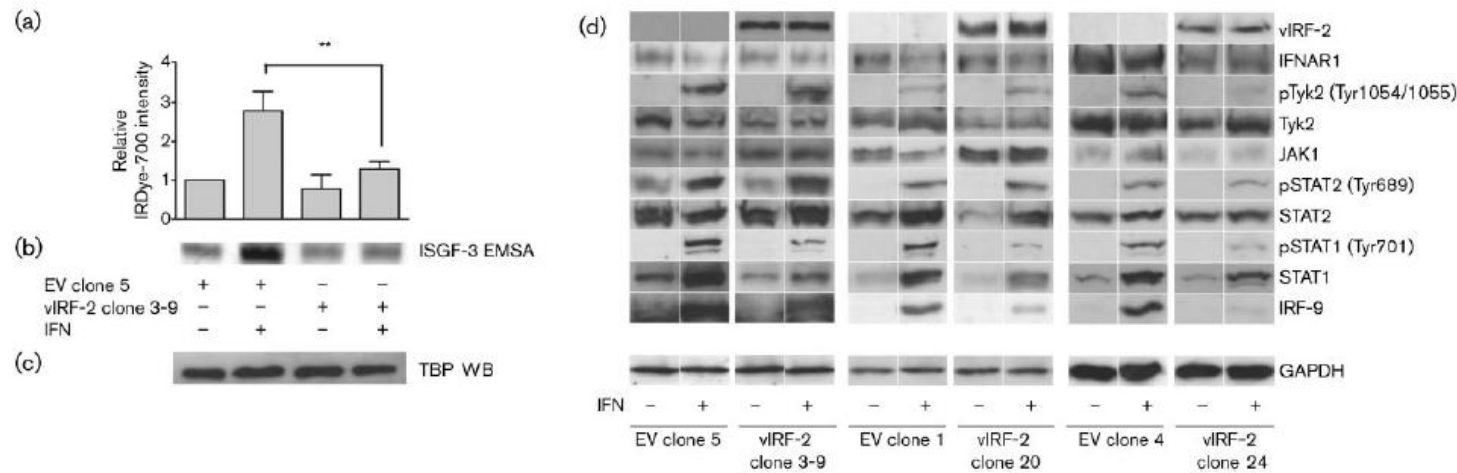 (a)
**
Relative
IRDye-700 intensity
4
3
2
1
0
(b)
ISGF-3 EMSA
EV clone 5 + + – –
vIRF-2 clone 3-9 – – + +
IFN – + – +
(c)
TBP WB
(d)
vIRF-2
IFNAR1
pTyk2 (Tyr1054/1055)
Tyk2
JAK1
pSTAT2 (Tyr689)
STAT2
pSTAT1 (Tyr701)
STAT1
IRF-9
GAPDH
IFN – + – + – + – + – + – +
EV clone 5
vIRF-2
clone 3-9
EV clone 1
vIRF-2
clone 20
EV clone 4
vIRF-2
clone 24